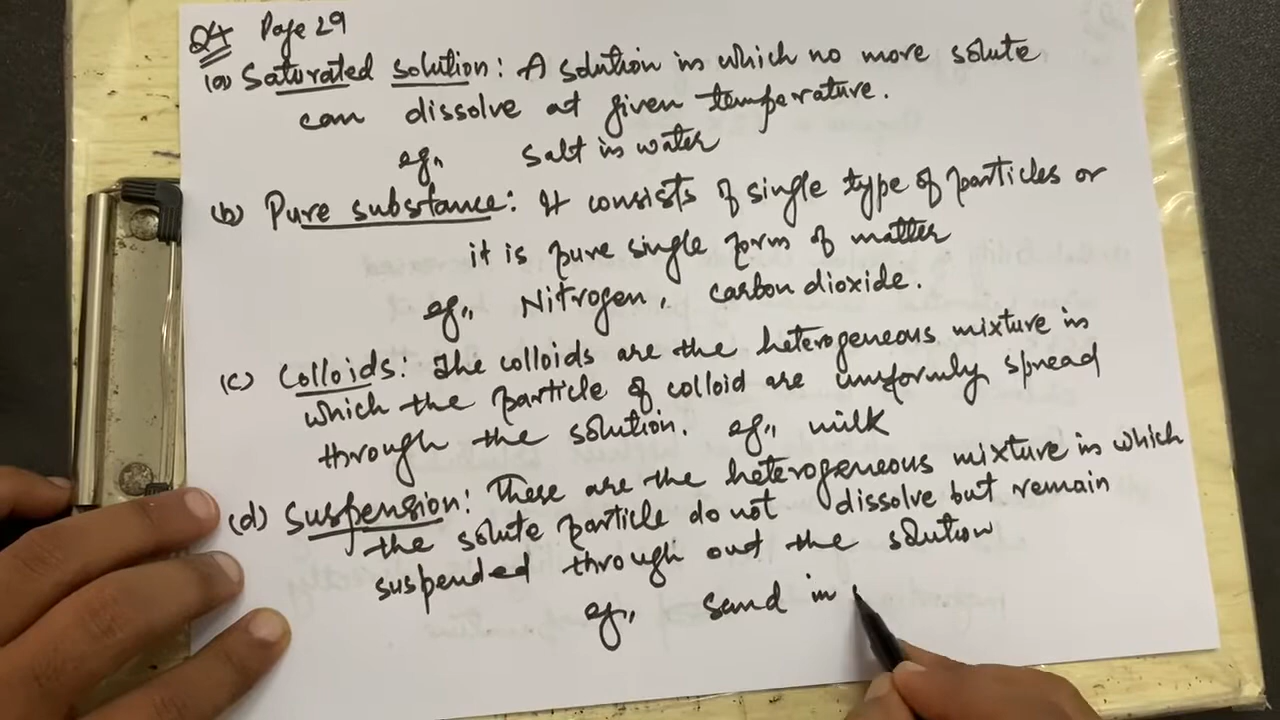 Q4 Page 29
(a) Saturated solution: A solution in which no more solute
can dissolve at given temperature.
eg,, salt in water
(b) Pure substance: It consists of single type of particles or
it is pure single form of matter
eg,, Nitrogen, carbon dioxide.
(c) Colloids: The colloids are the heterogeneous mixture in
which the particle of colloid are uniformly spread
through the solution. eg,, milk
(d) Suspension: These are the heterogeneous mixture in which
the solute particle do not dissolve but remain
suspended through out the solution
eg,, sand in